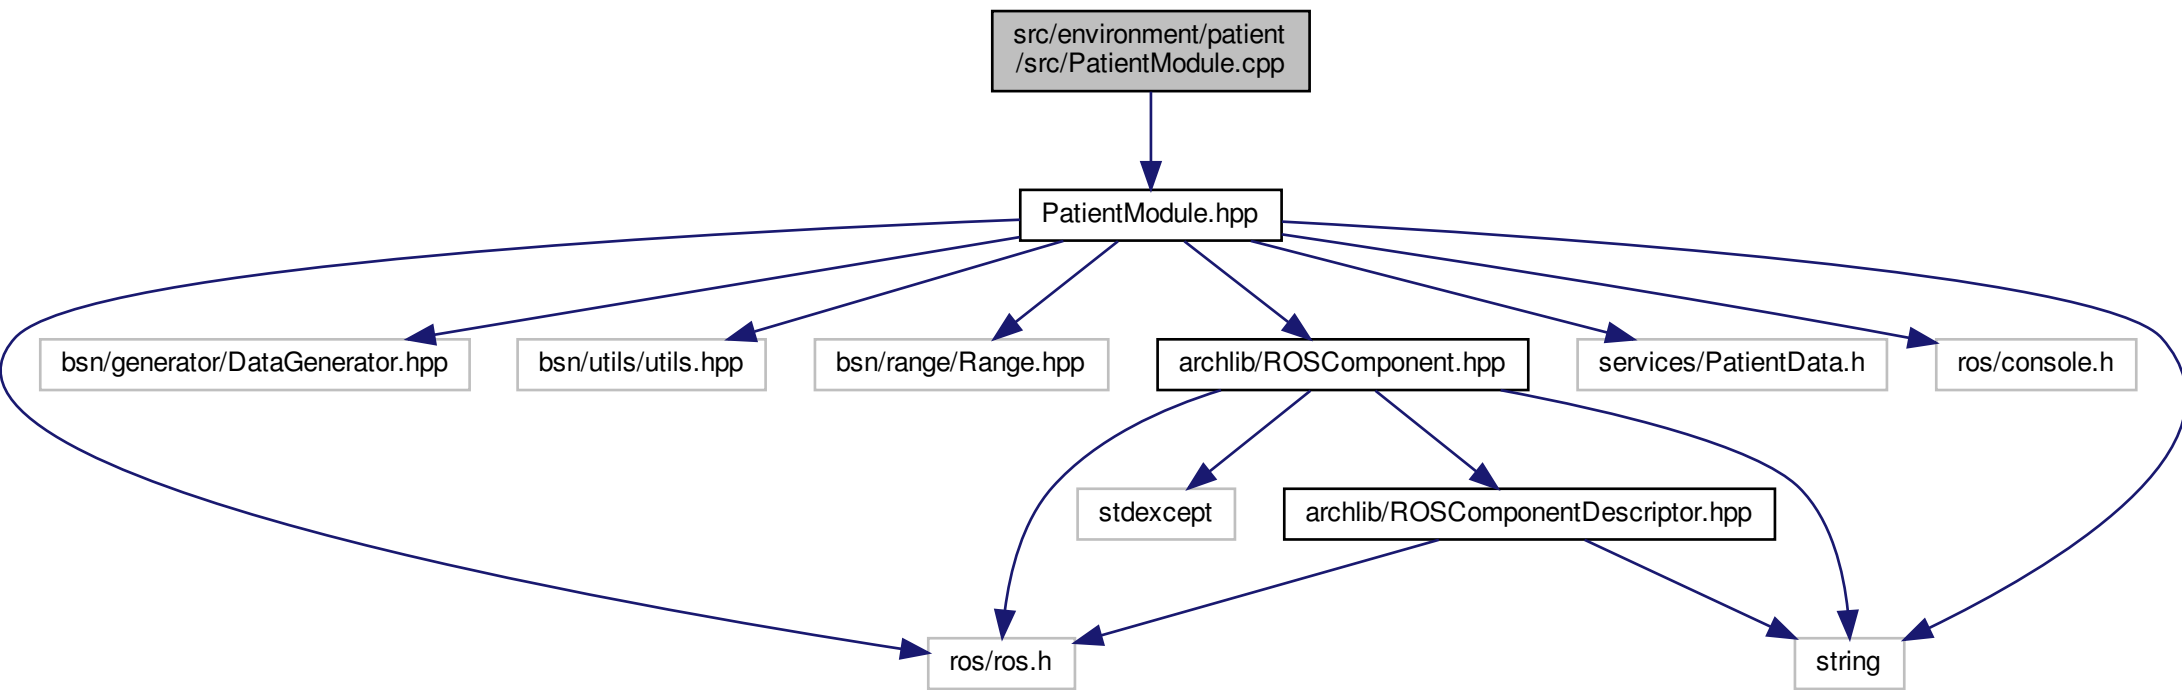 src/environment/patient
/src/PatientModule.cpp
PatientModule.hpp
bsn/generator/DataGenerator.hpp
bsn/utils/utils.hpp
bsn/range/Range.hpp
archlib/ROSComponent.hpp
services/PatientData.h
ros/console.h
stdexcept
archlib/ROSComponentDescriptor.hpp
ros/ros.h
string